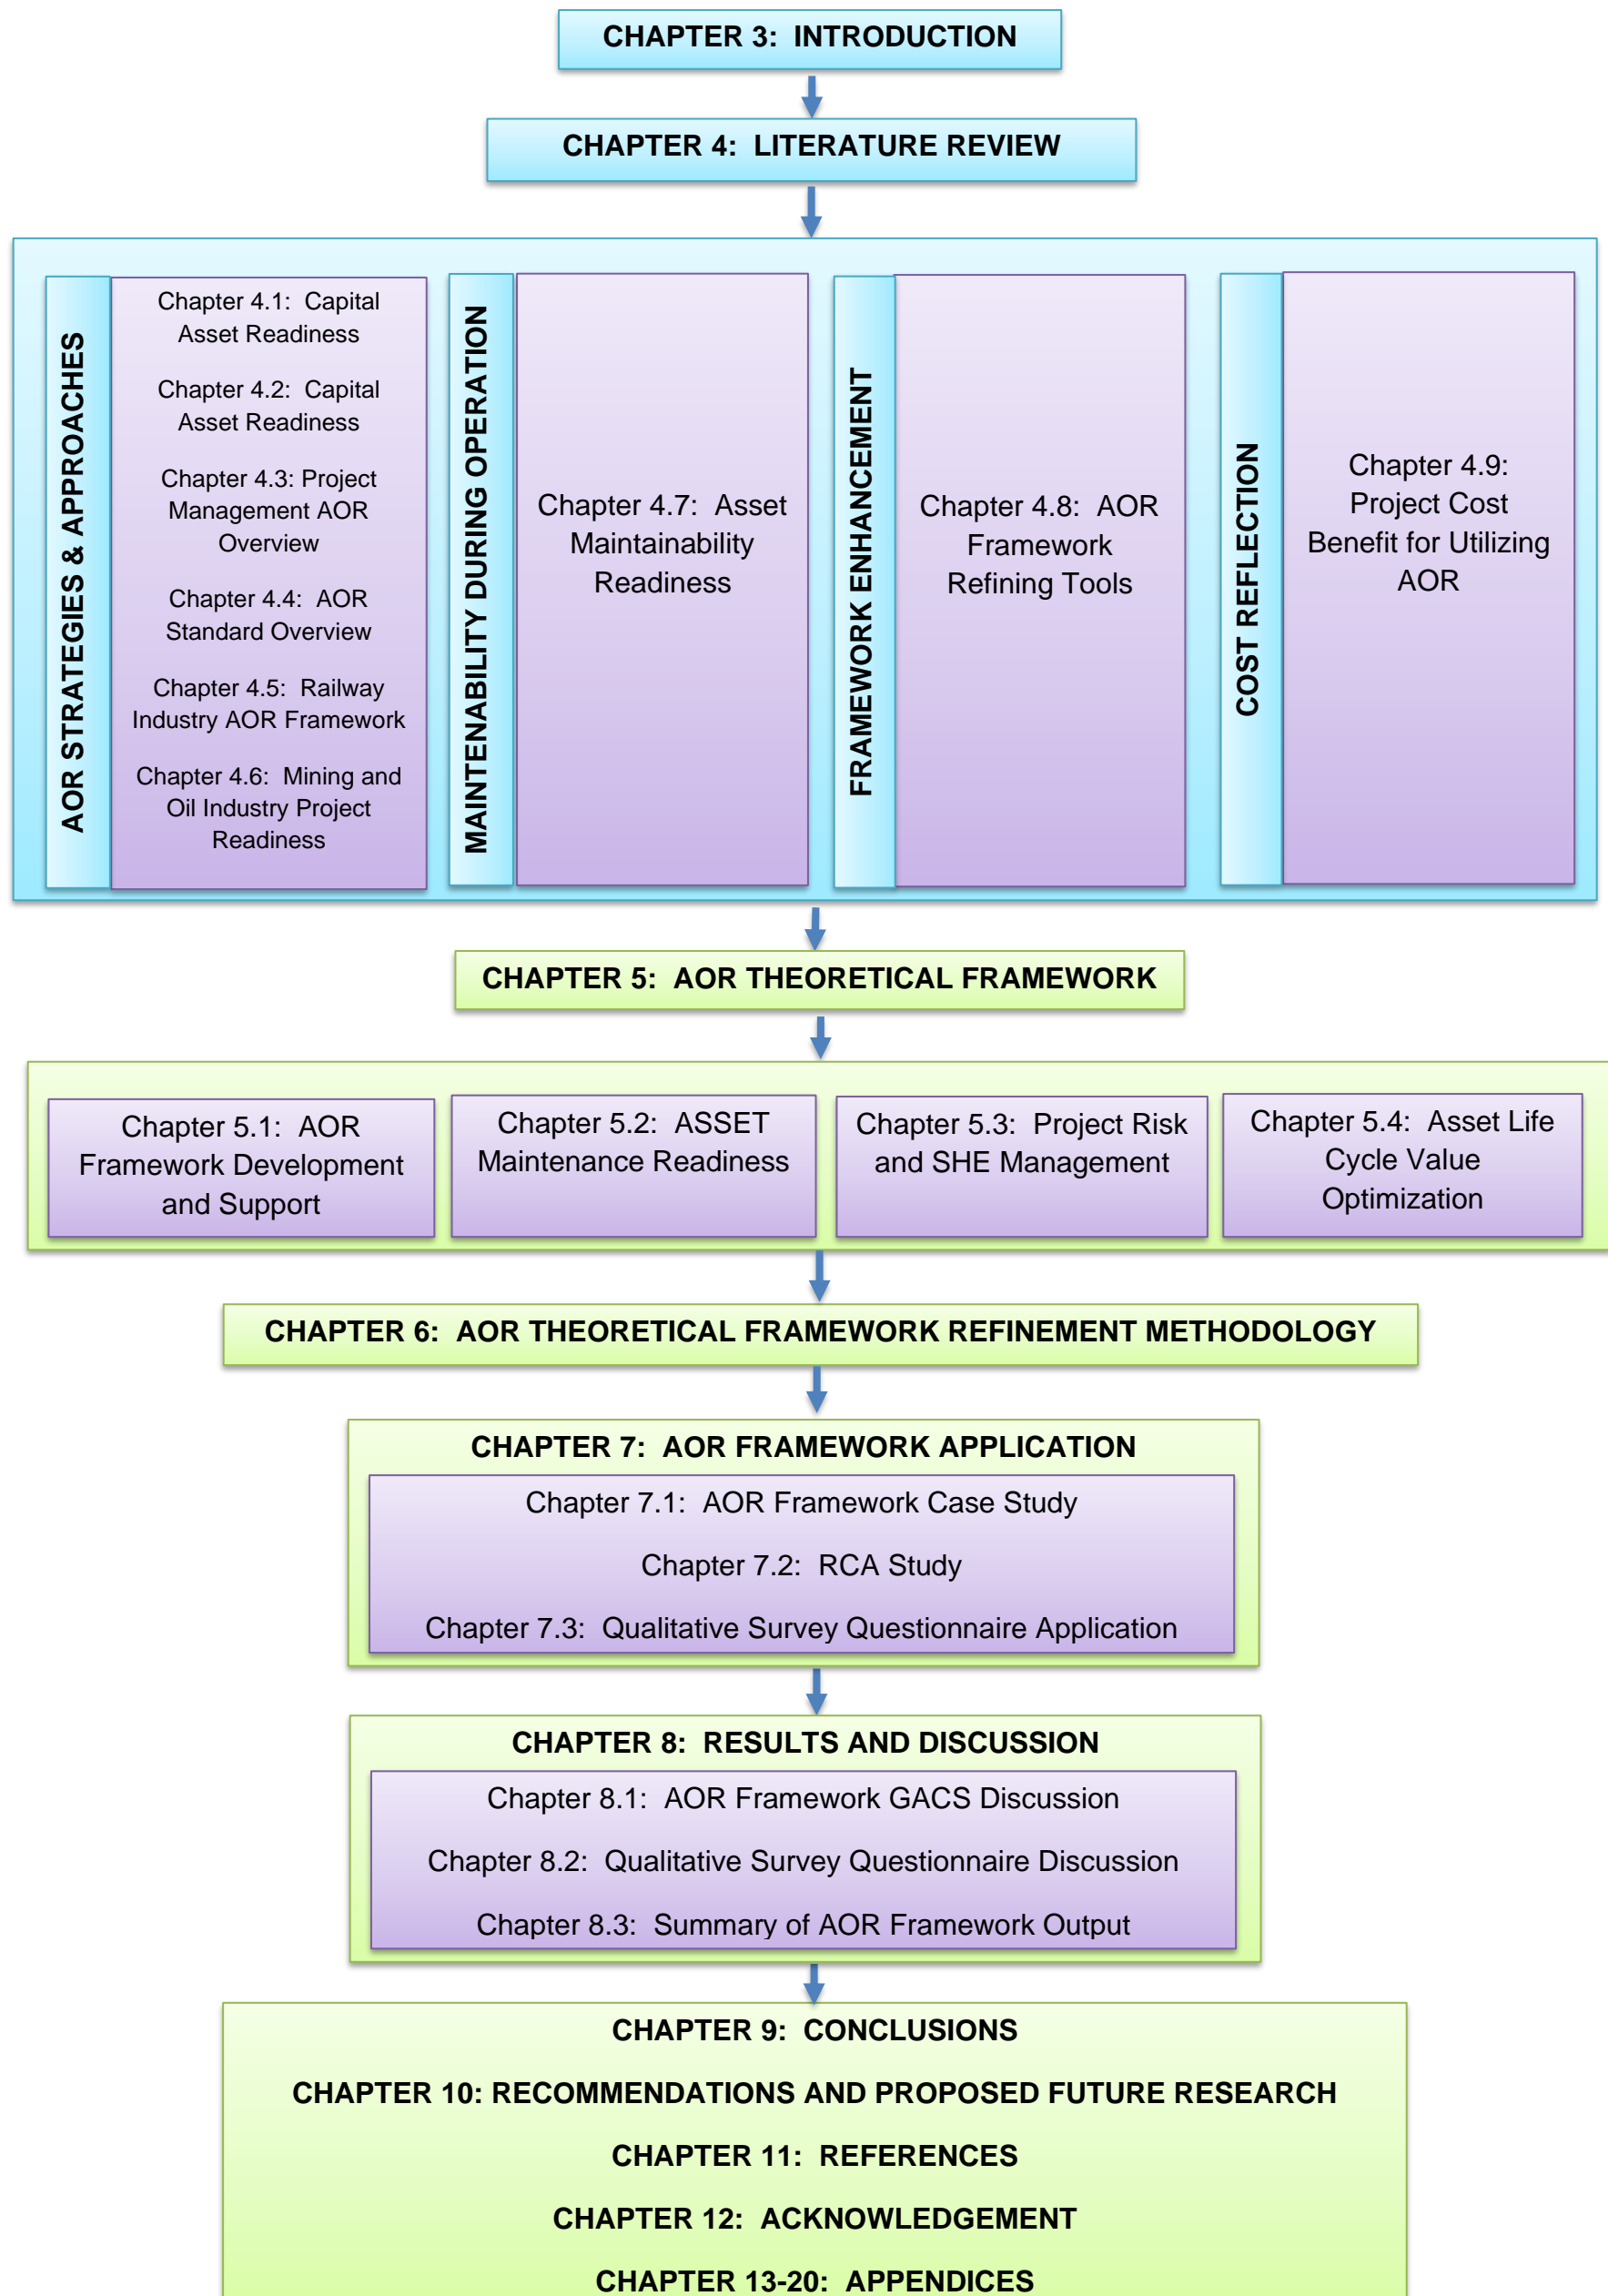 CHAPTER 3:  INTRODUCTION
CHAPTER 4:  LITERATURE REVIEW
AOR STRATEGIES & APPROACHES
Chapter 4.1:  Capital
Asset Readiness
Chapter 4.2:  Capital
Asset Readiness
Chapter 4.3: Project
Management AOR
Overview
Chapter 4.4:  AOR
Standard Overview
Chapter 4.5:  Railway
Industry AOR Framework
Chapter 4.6:  Mining and
Oil Industry Project
Readiness
MAINTENABILITY DURING OPERATION
Chapter 4.7:  Asset
Maintainability
Readiness
FRAMEWORK ENHANCEMENT
Chapter 4.8:  AOR
Framework
Refining Tools
COST REFLECTION
Chapter 4.9:
Project Cost
Benefit for Utilizing
AOR
CHAPTER 5:  AOR THEORETICAL FRAMEWORK
Chapter 5.1:  AOR
Framework Development
and Support
Chapter 5.2:  ASSET
Maintenance Readiness
Chapter 5.3:  Project Risk
and SHE Management
Chapter 5.4:  Asset Life
Cycle Value
Optimization
CHAPTER 6:  AOR THEORETICAL FRAMEWORK REFINEMENT METHODOLOGY
CHAPTER 7:  AOR FRAMEWORK APPLICATION
Chapter 7.1:  AOR Framework Case Study
Chapter 7.2:  RCA Study
Chapter 7.3:  Qualitative Survey Questionnaire Application
CHAPTER 8:  RESULTS AND DISCUSSION
Chapter 8.1:  AOR Framework GACS Discussion
Chapter 8.2:  Qualitative Survey Questionnaire Discussion
Chapter 8.3:  Summary of AOR Framework Output
CHAPTER 9:  CONCLUSIONS
CHAPTER 10: RECOMMENDATIONS AND PROPOSED FUTURE RESEARCH
CHAPTER 11:  REFERENCES
CHAPTER 12:  ACKNOWLEDGEMENT
CHAPTER 13-20:  APPENDICES